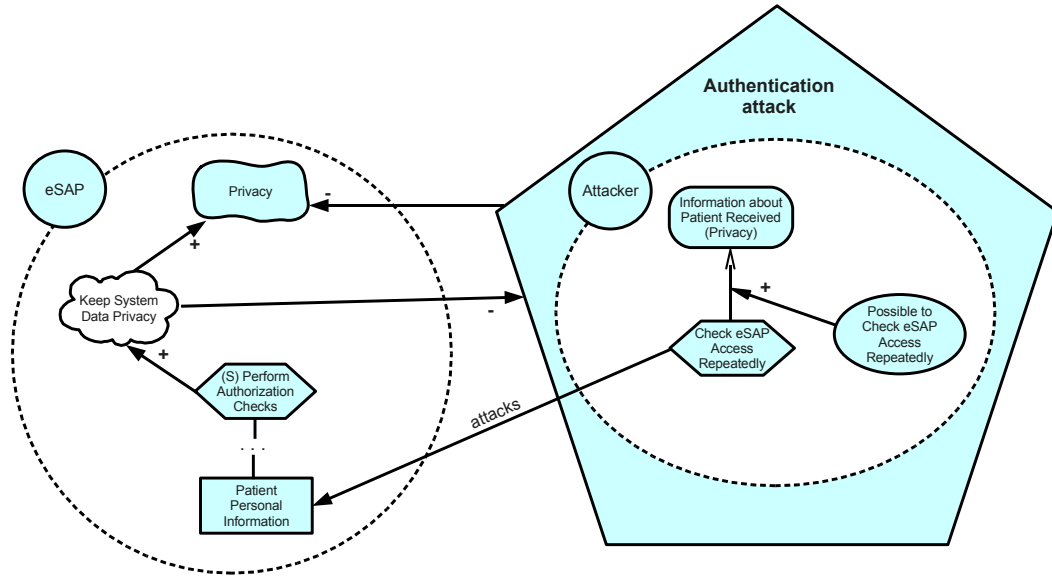 Authentication
attack
eSAP
Privacy
-
+
Keep System
Data Privacy
-
+
(S) Perform
Authorization
Checks
. . .
Patient
Personal
Information
attacks
Attacker
Information about
Patient Received
(Privacy)
+
Check eSAP
Access
Repeatedly
Possible to
Check eSAP
Access
Repeatedly